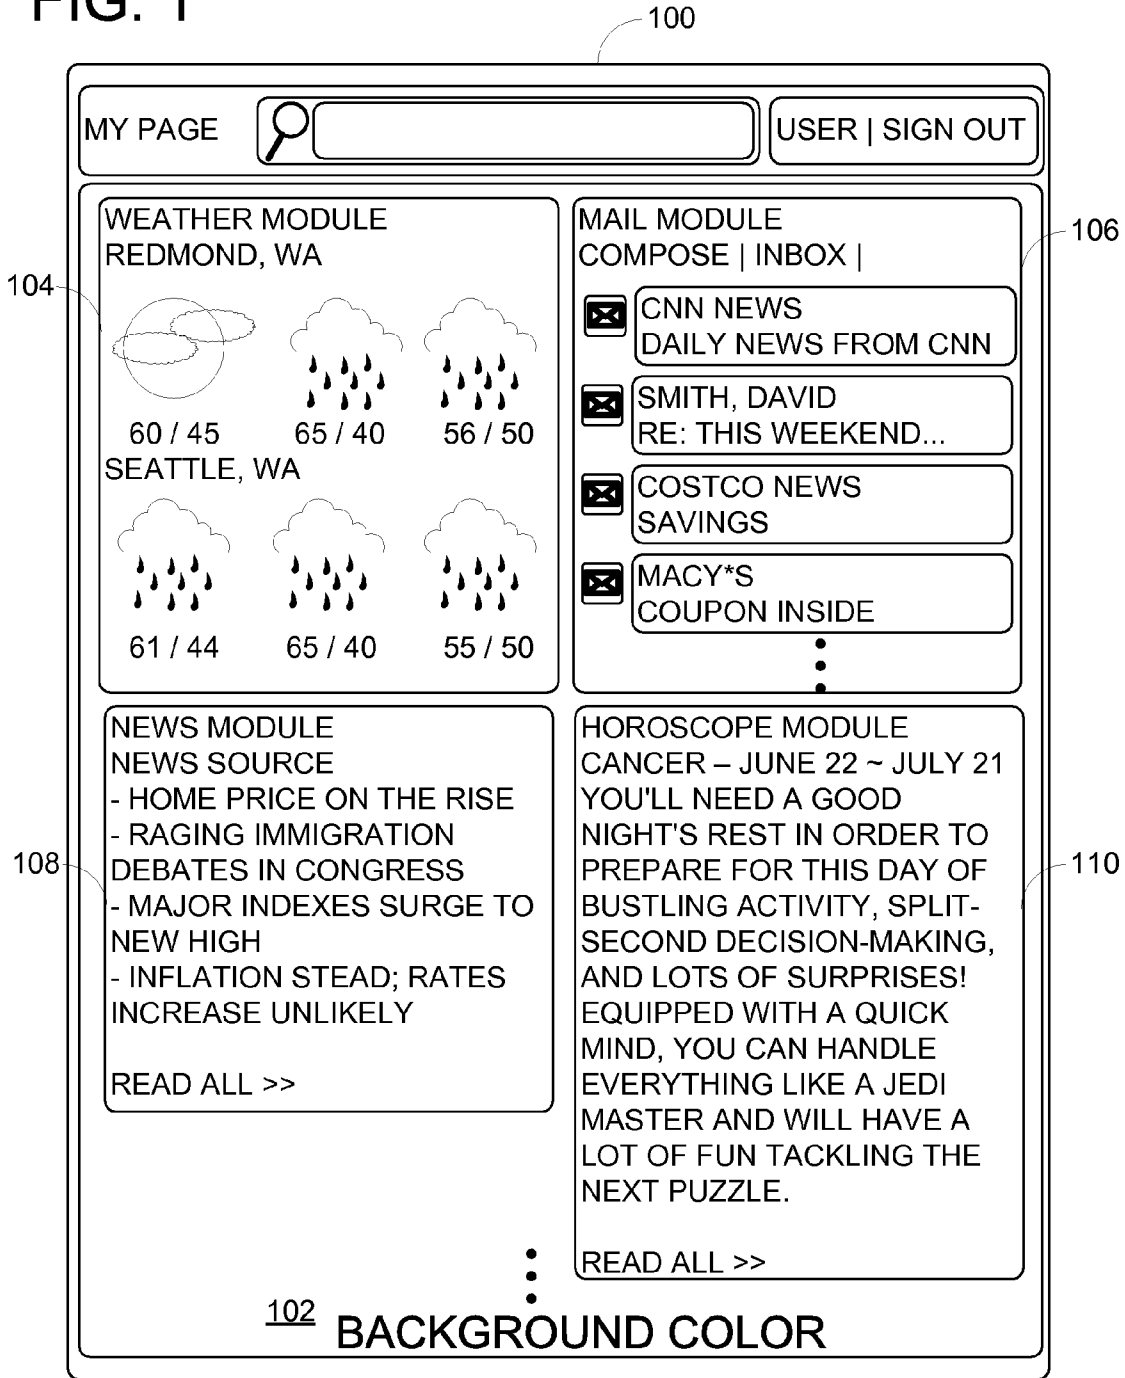 FIG. 1
100
MY PAGE
USER | SIGN OUT
WEATHER MODULE
REDMOND, WA
104
60 / 45
65 / 40
56 / 50
SEATTLE, WA
61 / 44
65 / 40
55 / 50
MAIL MODULE
106
COMPOSE | INBOX |
CNN NEWS
DAILY NEWS FROM CNN
SMITH, DAVID
RE: THIS WEEKEND...
COSTCO NEWS
SAVINGS
MACY*S
COUPON INSIDE
NEWS MODULE
NEWS SOURCE
- HOME PRICE ON THE RISE
- RAGING IMMIGRATION
DEBATES IN CONGRESS
108
- MAJOR INDEXES SURGE TO
NEW HIGH
- INFLATION STEAD; RATES
INCREASE UNLIKELY
READ ALL >>
HOROSCOPE MODULE
CANCER – JUNE 22 ~ JULY 21
YOU'LL NEED A GOOD
NIGHT'S REST IN ORDER TO
PREPARE FOR THIS DAY OF
110
BUSTLING ACTIVITY, SPLIT-
SECOND DECISION-MAKING,
AND LOTS OF SURPRISES!
EQUIPPED WITH A QUICK
MIND, YOU CAN HANDLE
EVERYTHING LIKE A JEDI
MASTER AND WILL HAVE A
LOT OF FUN TACKLING THE
NEXT PUZZLE.
READ ALL >>
102
BACKGROUND COLOR